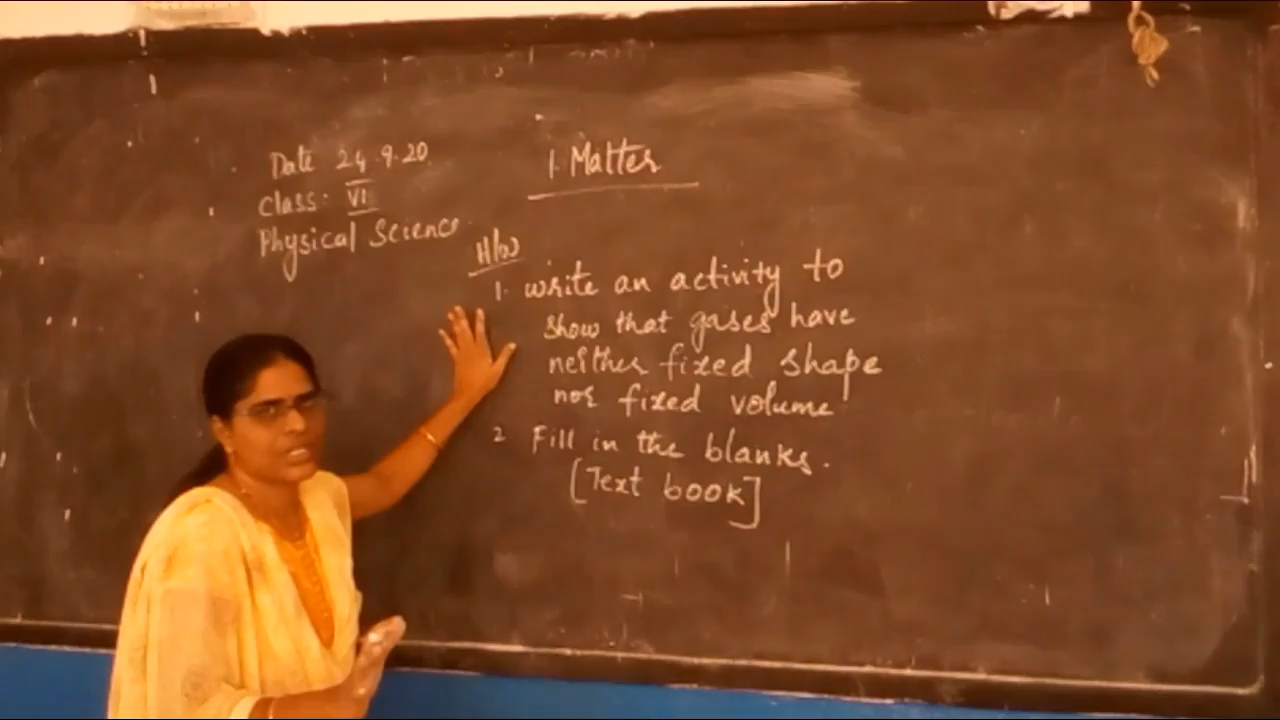 Date 24.9.20
Class: VI
Physical Science
1. Matter
H/w
1. write an activity to
show that gases have
neither fixed shape
nor fixed volume
2 Fill in the blanks.
[Text book]